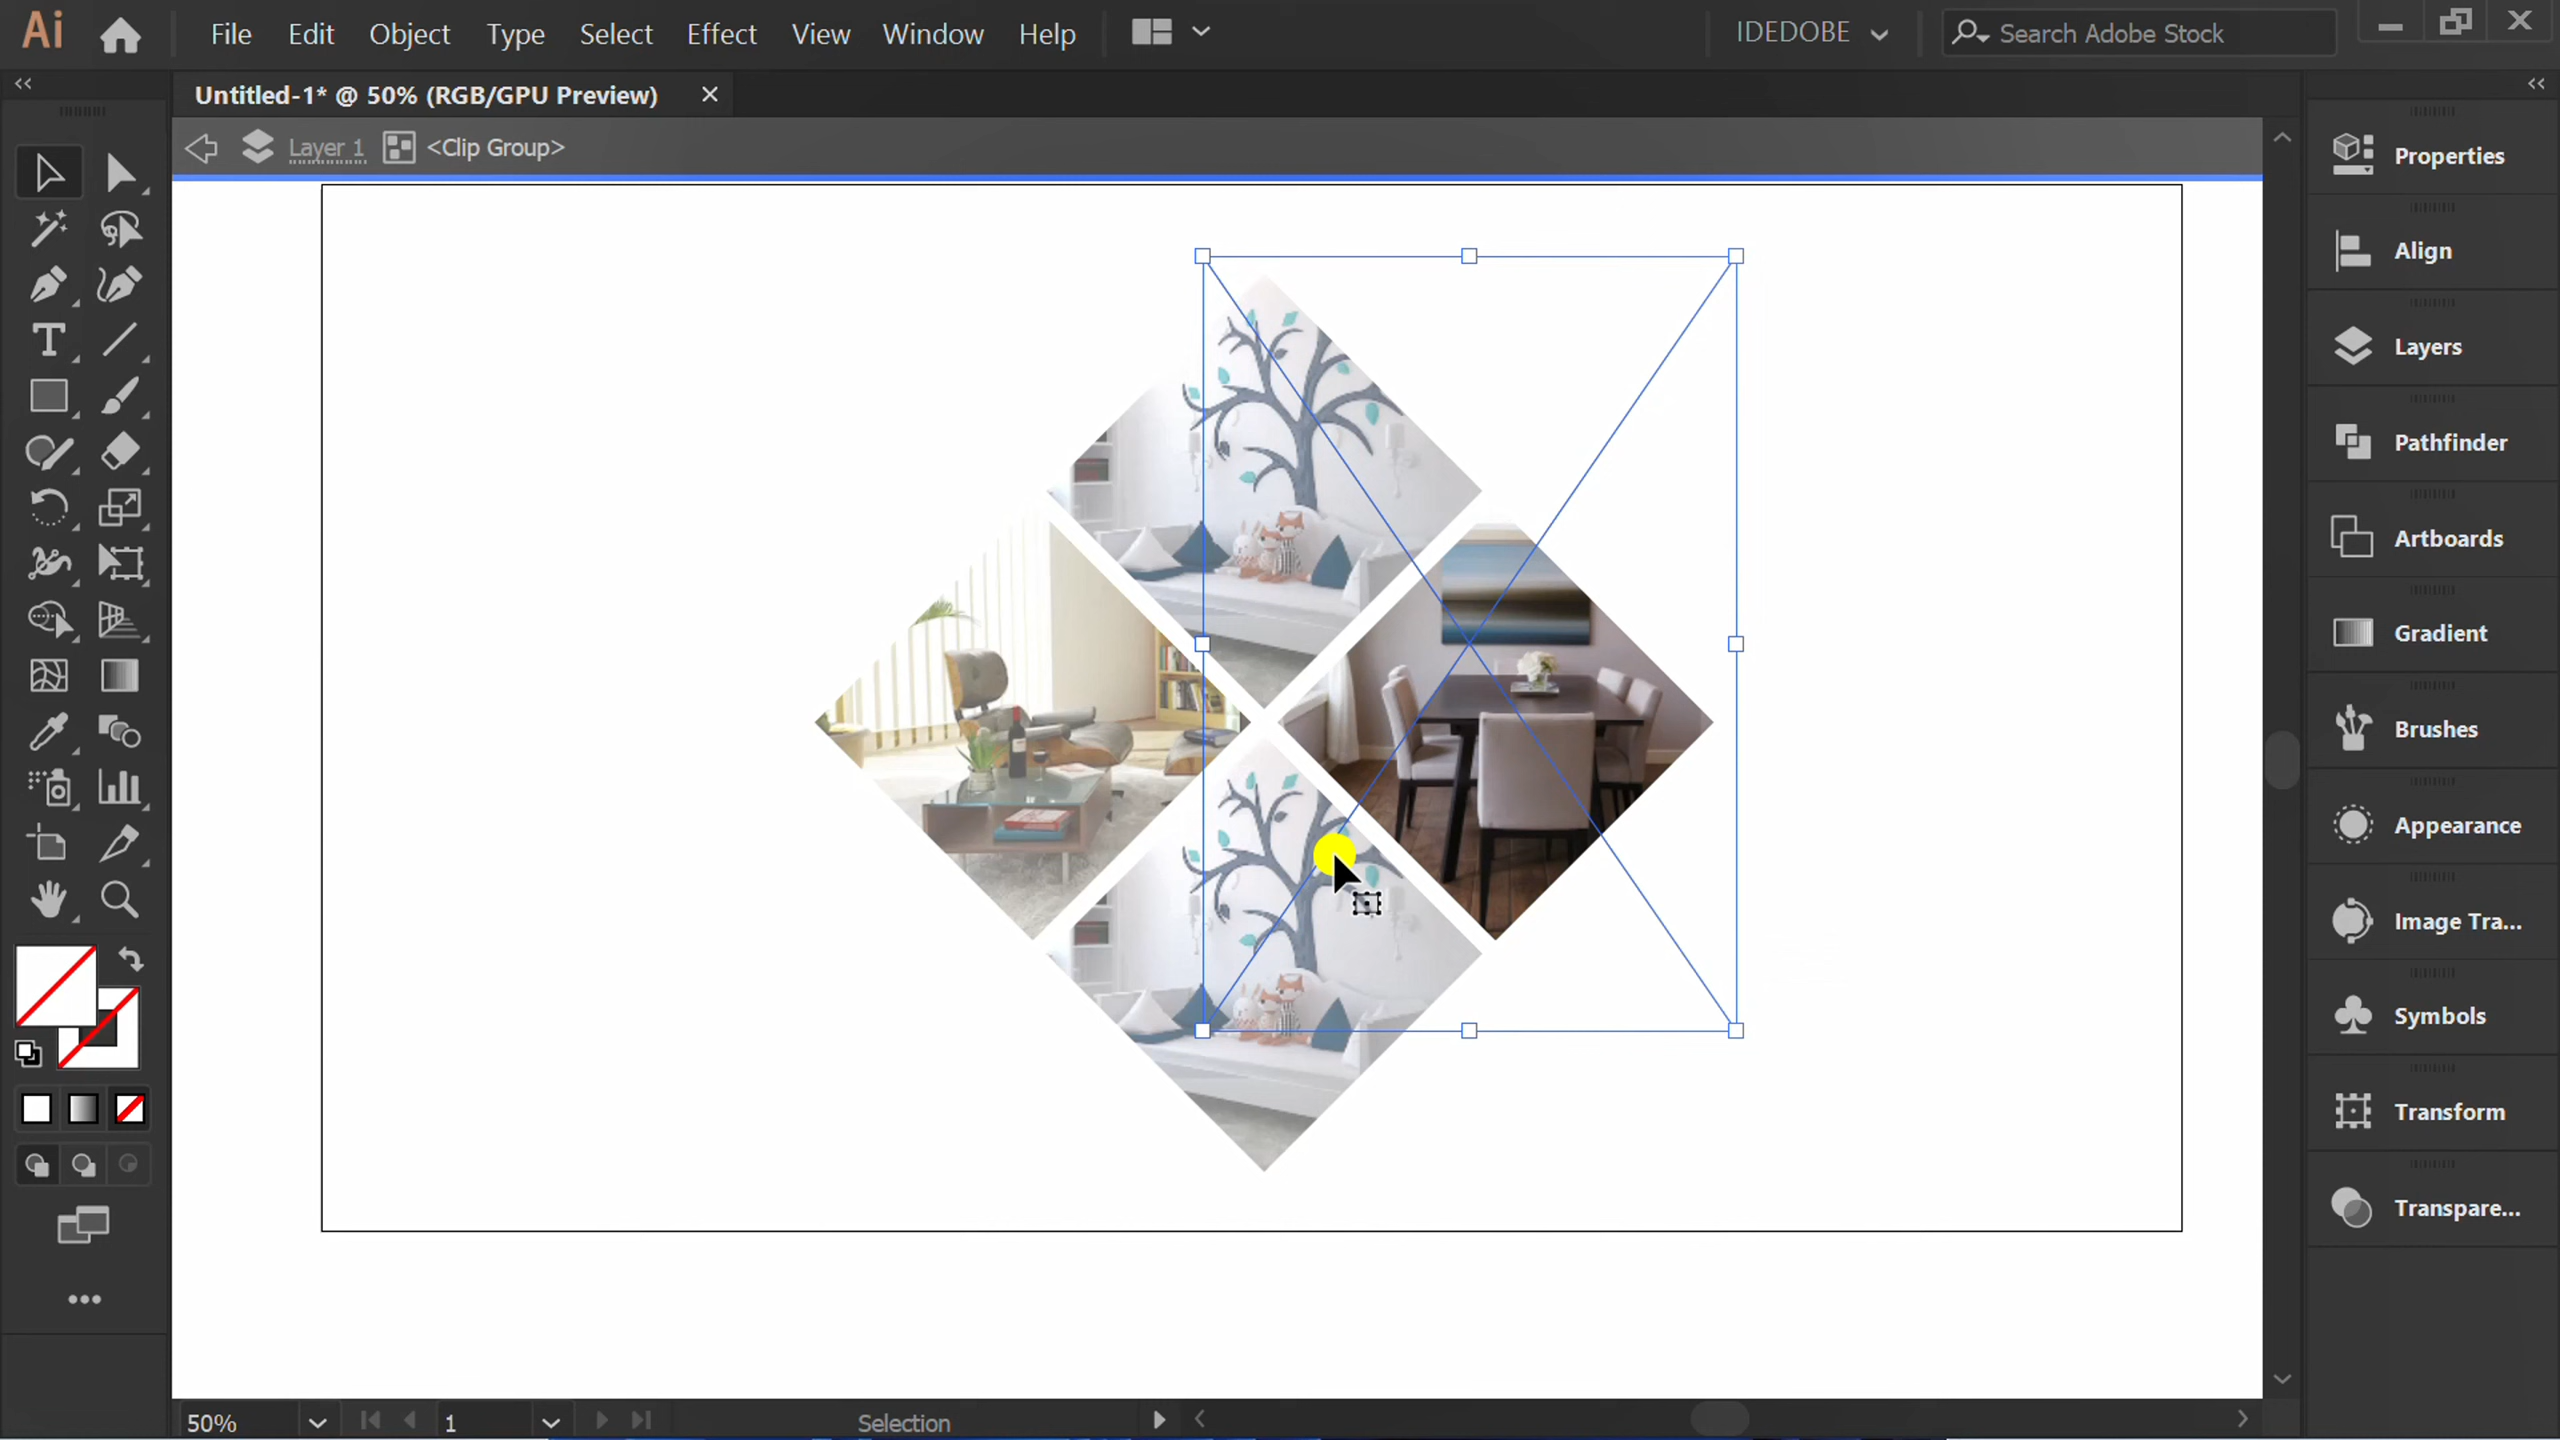 Ai File Edit Object Type Select Effect View Window Help IDEDOBE Search Adobe Stock
Untitled-1* @ 50% (RGB/GPU Preview)
Layer 1 <Clip Group>
Properties
Align
Layers
Pathfinder
Artboards
Gradient
Brushes
Appearance
Image Tra...
Symbols
Transform
Transpare...
50% 1 Selection